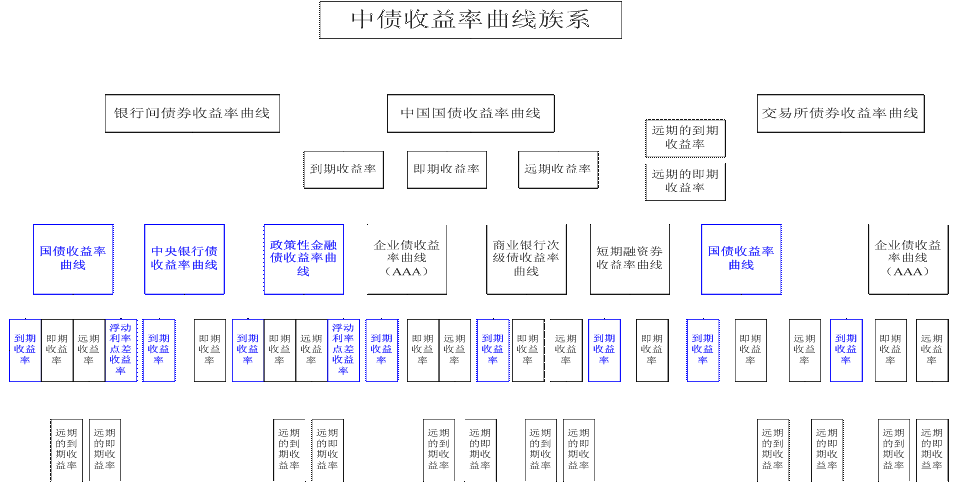 中债收益率曲线族系
银行间债券收益率曲线
中国国债收益率曲线
交易所债券收益率曲线
远期的到期
收益率
到期收益率
即期收益率
远期收益率
远期的即期
收益率
国债收益率
曲线
中央银行债
收益率曲线
政策性金融
债收益率曲
线
企业债收益
率曲线
（AAA）
商业银行次
级债收益率
曲线
短期融资券
收益率曲线
国债收益率
曲线
企业债收益
率曲线
（AAA）
到期
收益
率
即期
收益
率
远期
收益
率
浮动
利率
点差
收益
率
到期
收益
率
即期
收益
率
到期
收益
率
即期
收益
率
远期
收益
率
浮动
利率
点差
收益
率
到期
收益
率
即期
收益
率
远期
收益
率
到期
收益
率
即期
收益
率
远期
收益
率
到期
收益
率
即期
收益
率
到期
收益
率
即期
收益
率
远期
收益
率
到期
收益
率
即期
收益
率
远期
收益
率
远期
的到
期收
益率
远期
的即
期收
益率
远期
的到
期收
益率
远期
的即
期收
益率
远期
的到
期收
益率
远期
的即
期收
益率
远期
的到
期收
益率
远期
的即
期收
益率
远期
的到
期收
益率
远期
的即
期收
益率
远期
的到
期收
益率
远期
的即
期收
益率